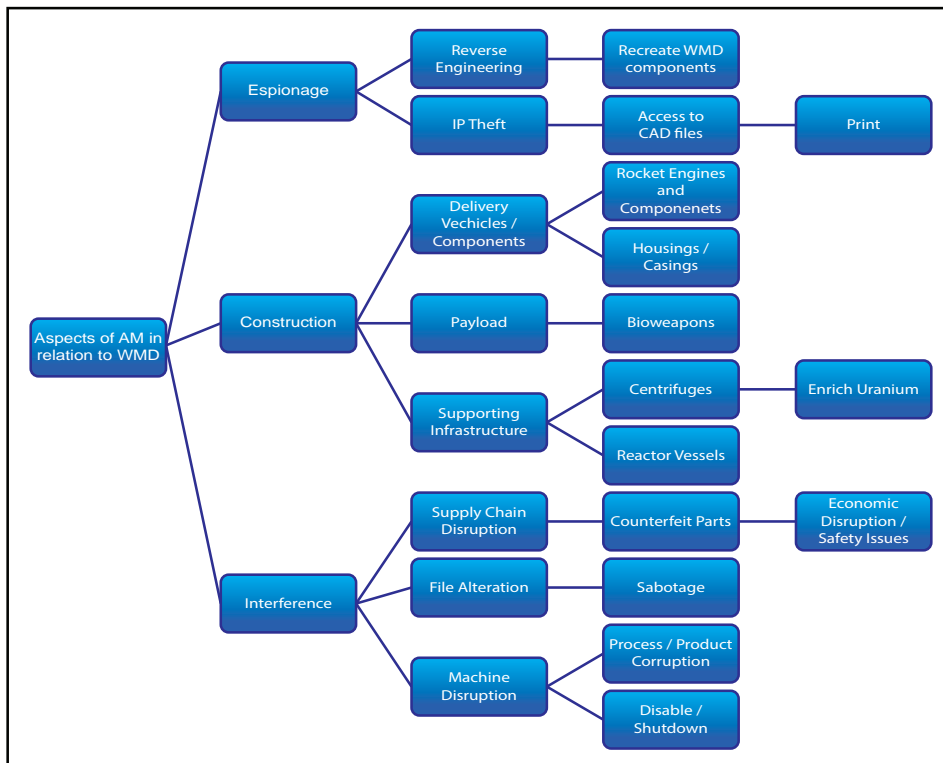 Reverse
Engineering
Recreate WMD
components
Espionage
IP Theft
Access to
CAD files
Print
Rocket Engines
and
Componenets
Delivery
Vechicles /
Components
Housings /
Casings
Aspects of AM in
relation to WMD
Construction
Payload
Bioweapons
Centrifuges
Enrich Uranium
Supporting
Infrastructure
Reactor Vessels
Supply Chain
Disruption
Counterfeit Parts
Economic
Disruption /
Safety Issues
Interference
File Alteration
Sabotage
Process / Product
Corruption
Machine
Disruption
Disable /
Shutdown